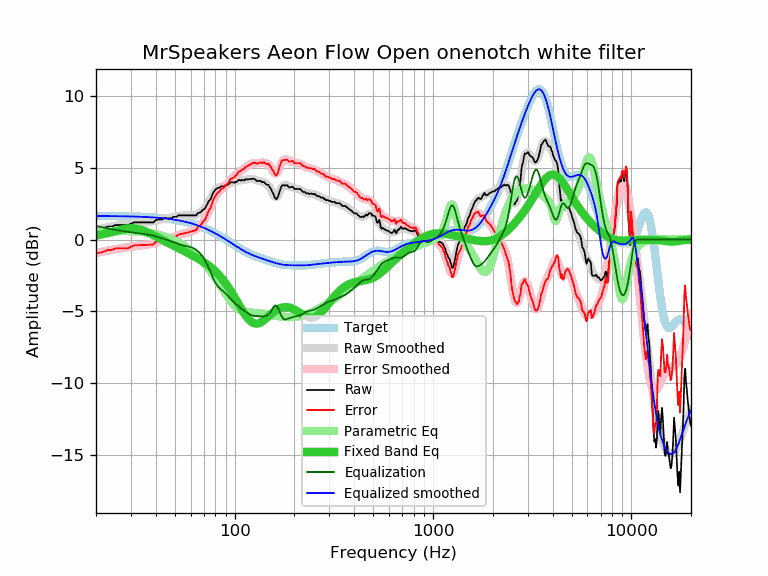 MrSpeakers Aeon Flow Open onenotch white filter
10
5
0
−5
−10
−15
Amplitude (dBr)
Target
Raw Smoothed
Error Smoothed
Raw
Error
Parametric Eq
Fixed Band Eq
Equalization
Equalized smoothed
100
1000
10000
Frequency (Hz)